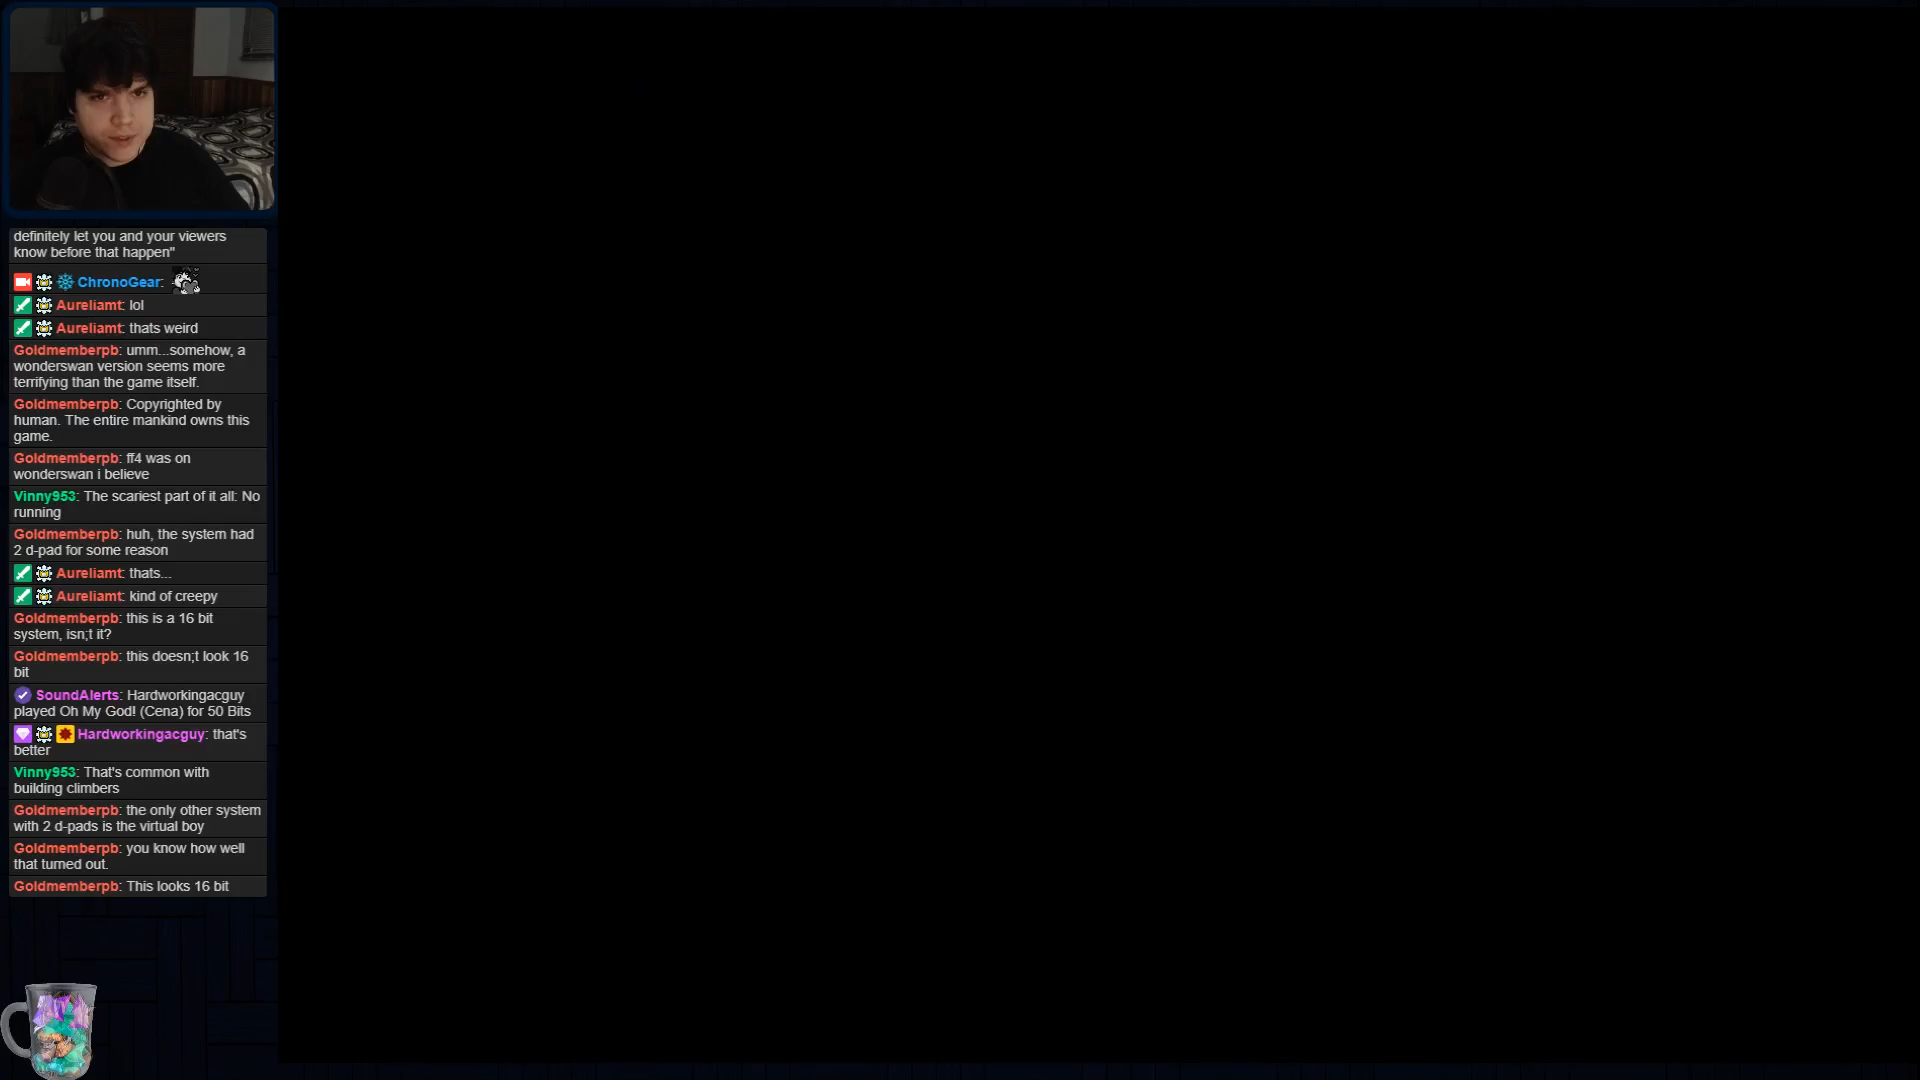 definitely let you and your viewers
know before that happen"
ChronoGear:
Aureliamt: lol
Aureliamt: thats weird
Goldmemberpb: umm...somehow, a
wonderswan version seems more
terrifying than the game itself.
Goldmemberpb: Copyrighted by
human. The entire mankind owns this
game.
Goldmemberpb: ff4 was on
wonderswan i believe
Vinny953: The scariest part of it all: No
running
Goldmemberpb: huh, the system had
2 d-pad for some reason
Aureliamt: thats...
Aureliamt: kind of creepy
Goldmemberpb: this is a 16 bit
system, isn;t it?
Goldmemberpb: this doesn;t look 16
bit
SoundAlerts: Hardworkingacguy
played Oh My God! (Cena) for 50 Bits
Hardworkingacguy: that's
better
Vinny953: That's common with
building climbers
Goldmemberpb: the only other system
with 2 d-pads is the virtual boy
Goldmemberpb: you know how well
that turned out.
Goldmemberpb: This looks 16 bit